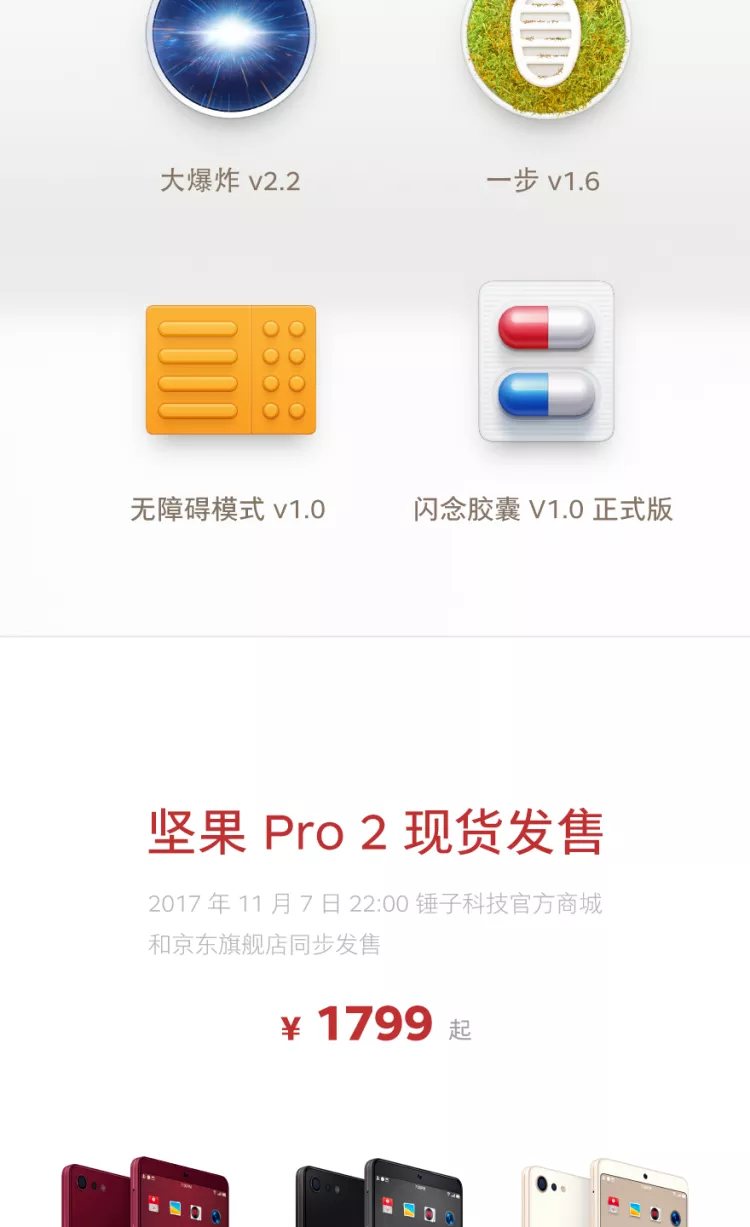 大爆炸 v2.2
一步 v1.6
无障碍模式 v1.0
闪念胶囊 V1.0 正式版
坚果 Pro 2 现货发售
2017 年 11 月 7 日 22:00 锤子科技官方商城
和京东旗舰店同步发售
¥ 1799 起